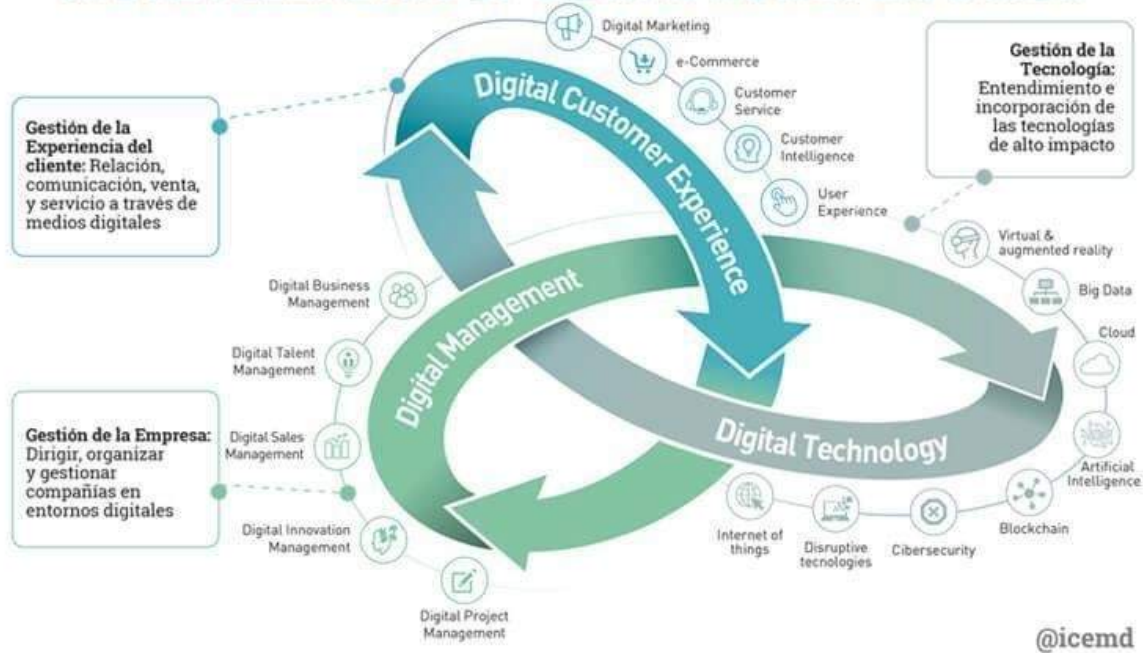 Digital Marketing
e-Commerce
Customer
Service
Customer
Intelligence
User
Experience
Digital Customer Experience
Gestión de la
Experiencia del
cliente: Relación,
comunicación, venta,
y servicio a través de
medios digitales
Gestión de la
Tecnología:
Entendimiento e
incorporación de
las tecnologías
de alto impacto
Virtual &
augmented reality
Big Data
Cloud
Artificial
Intelligence
Blockchain
Cibersecurity
Disruptive
tecnologies
Internet of
things
Digital Technology
Digital Management
Digital Business
Management
Digital Talent
Management
Digital Sales
Management
Digital Innovation
Management
Digital Project
Management
Gestión de la Empresa:
Dirigir, organizar
y gestionar
compañías en
entornos digitales
@icemd